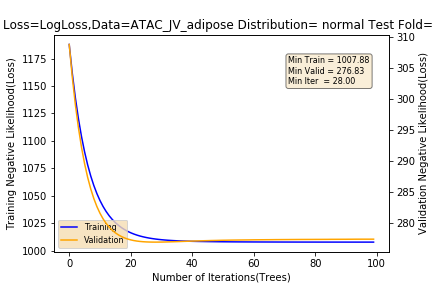 Loss=LogLoss,Data=ATAC_JV_adipose Distribution= normal Test Fold=
Training Negative Likelihood(Loss)
1175
1150
1125
1100
1075
1050
1025
1000
310
305
300
295
290
285
280
Validation Negative Likelihood(Loss)
Min Train = 1007.88
Min Valid = 276.83
Min Iter = 28.00
Training
Validation
0 20 40 60 80 100
Number of Iterations(Trees)